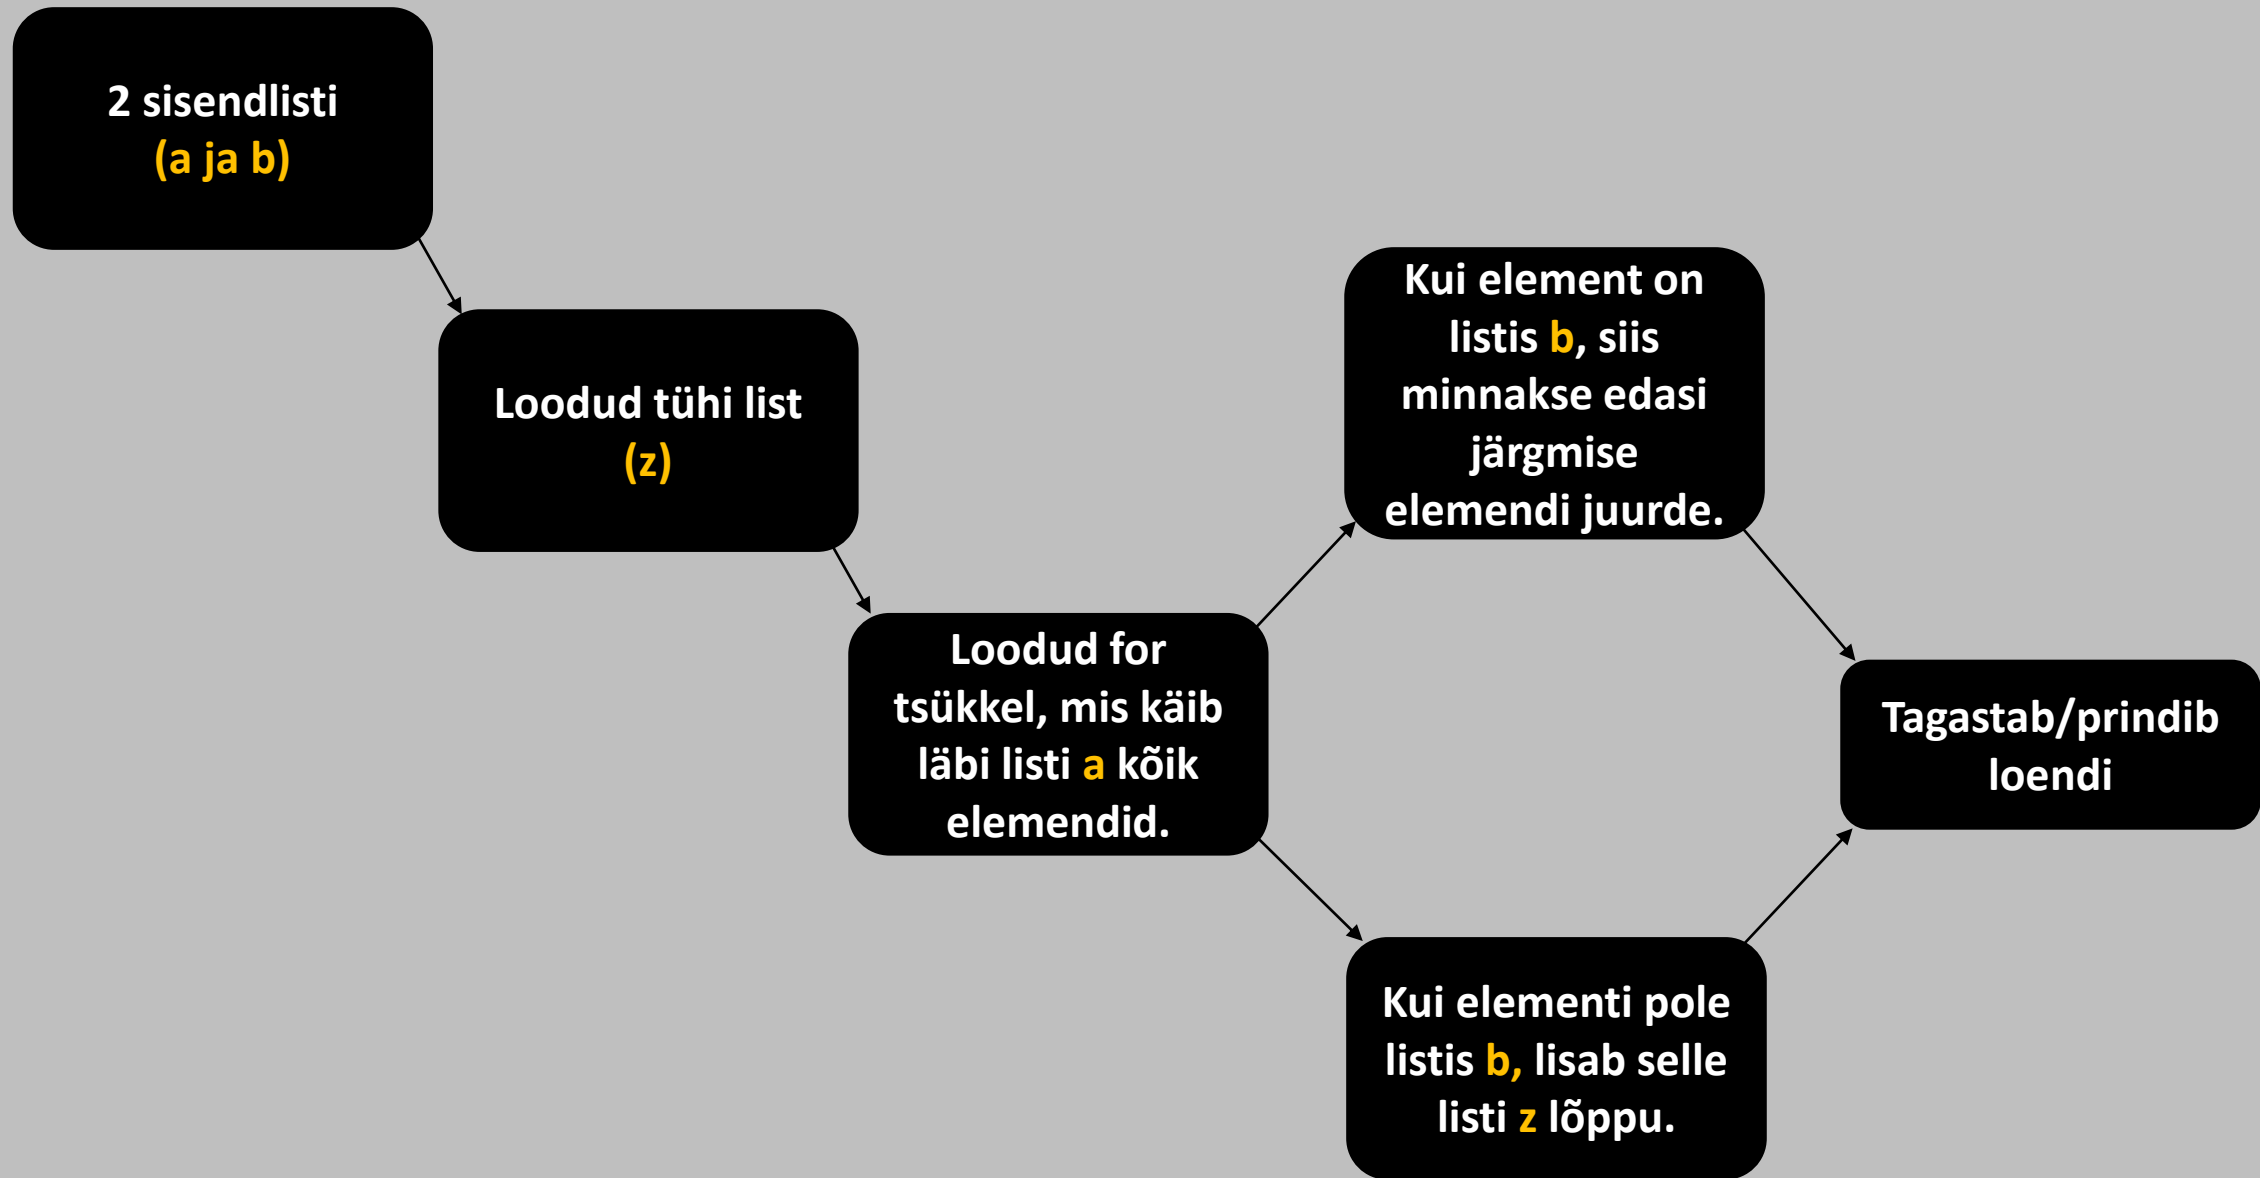 2 sisendlisti
(a ja b)
Loodud tühi list
(z)
Loodud for
tsükkel, mis käib
läbi listi a kõik
elemendid.
Kui element on
listis b, siis
minnakse edasi
järgmise
elemendi juurde.
Kui elementi pole
listis b, lisab selle
listi z lõppu.
Tagastab/prindib
loendi